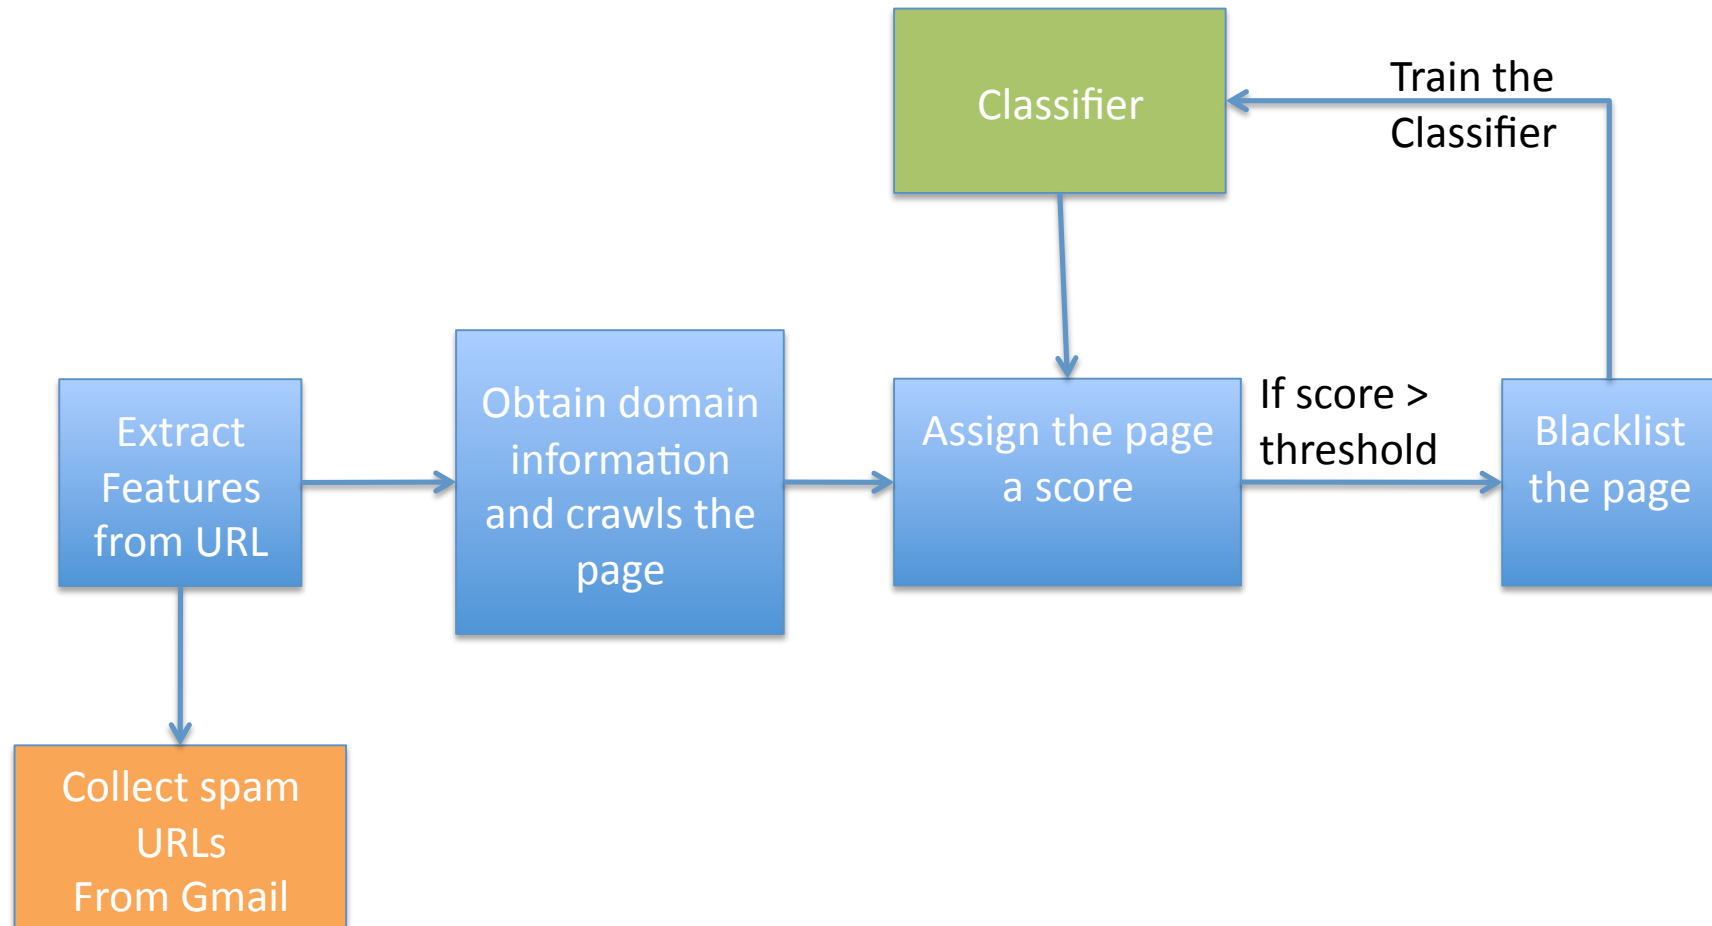 Classifier
Train the
Classifier
Extract
Features
from URL
Obtain domain
information
and crawls the
page
Assign the page
a score
If score >
threshold
Blacklist
the page
Collect spam
URLs
From Gmail